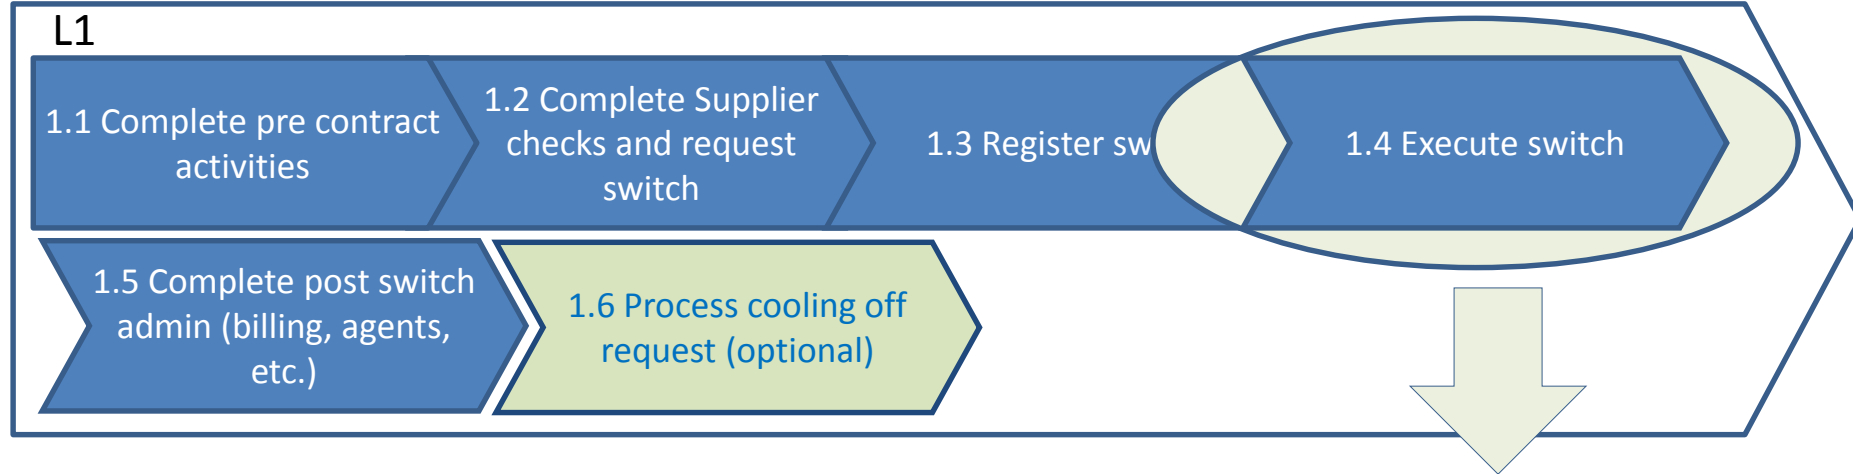 L1
1.1 Complete pre contract
activities
1.2 Complete Supplier
checks and request
switch
1.3 Register sw
1.4 Execute switch
1.5 Complete post switch
admin (billing, agents,
etc.)
1.6 Process cooling off
request (optional)